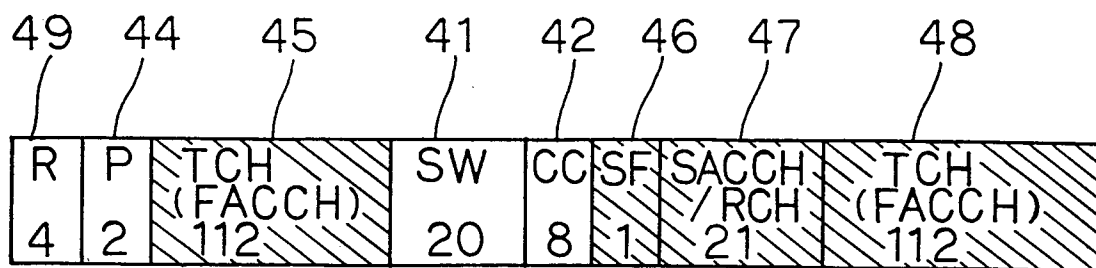 49 44 45 41 42 46 47 48
R P TCH SW CC SF SACCH TCH
(FACCH) /RCH (FACCH)
4 2 112 20 8 1 21 112